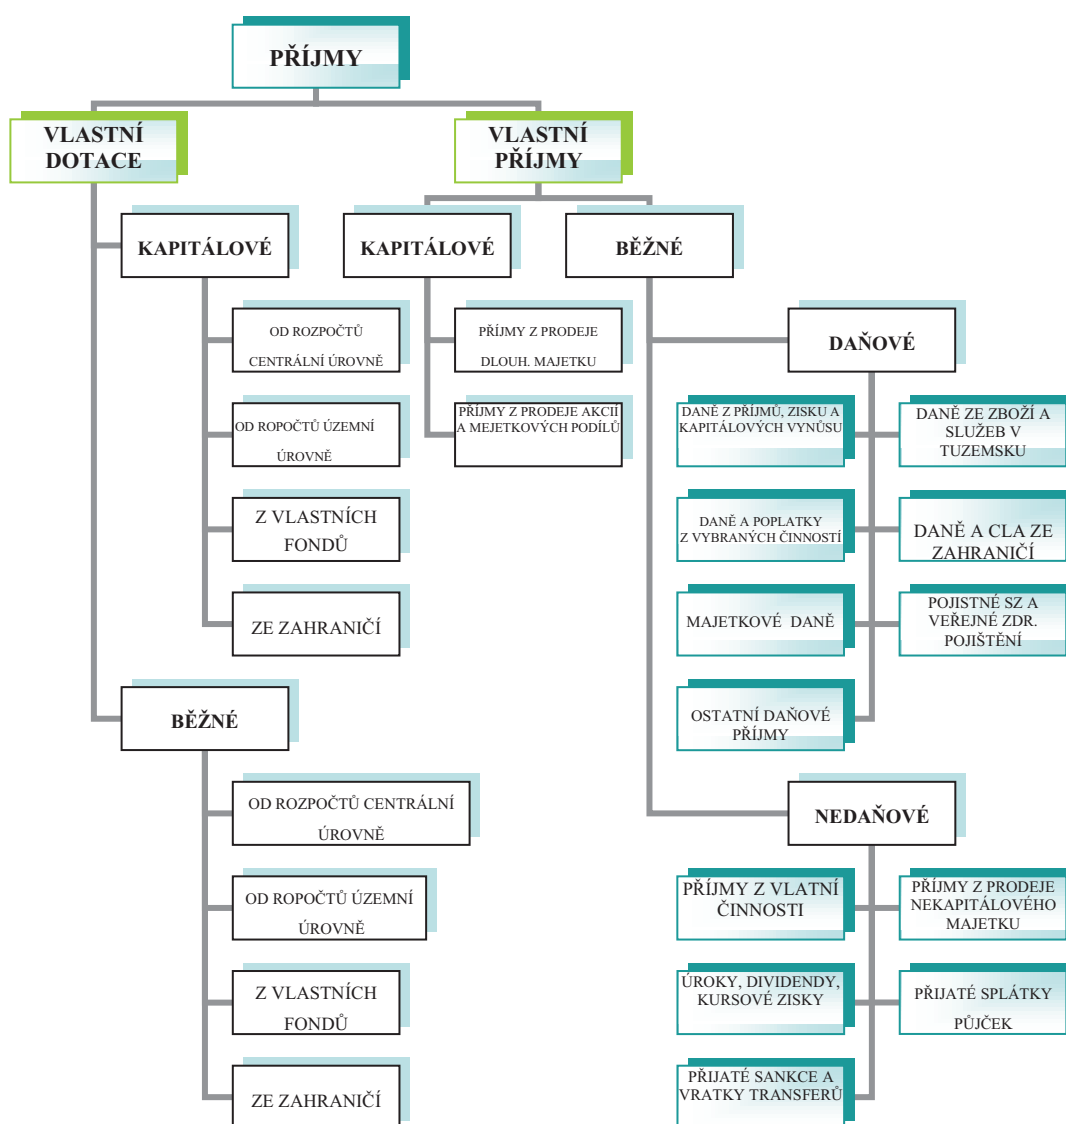 PŘÍJMY
VLASTNÍ
DOTACE
VLASTNÍ
PŘÍJMY
KAPITÁLOVÉ
KAPITÁLOVÉ
BĚŽNÉ
OD ROZPOČTŮ
CENTRÁLNÍ ÚROVNĚ
OD ROPOČTŮ ÚZEMNÍ
ÚROVNĚ
Z VLASTNÍCH
FONDŮ
ZE ZAHRANIČÍ
PŘÍJMY Z PRODEJE
DLOUH. MAJETKU
PŘÍJMY Z PRODEJE AKCIÍ
A MEJETKOVÝCH PODÍLŮ
DAŇOVÉ
DANĚ Z PŘÍJMŮ, ZISKU A
KAPITÁLOVÝCH VYNŮSU
DANĚ ZE ZBOŽÍ A
SLUŽEB V
TUZEMSKU
DANĚ A POPLATKY
Z VYBRANÝCH ČINNOSTÍ
DANĚ A CLA ZE
ZAHRANIČÍ
MAJETKOVÉ DANĚ
POJISTNÉ SZ A
VEŘEJNÉ ZDR.
POJIŠTĚNÍ
OSTATNÍ DAŇOVÉ
PŘÍJMY
BĚŽNÉ
OD ROZPOČTŮ CENTRÁLNÍ
ÚROVNĚ
OD ROPOČTŮ ÚZEMNÍ
ÚROVNĚ
Z VLASTNÍCH
FONDŮ
ZE ZAHRANIČÍ
NEDAŇOVÉ
PŘÍJMY Z VLATNÍ
ČINNOSTI
PŘÍJMY Z PRODEJE
NEKAPITÁLOVÉHO
MAJETKU
ÚROKY, DIVIDENDY,
KURSOVÉ ZISKY
PŘIJATÉ SPLÁTKY
PŮJČEK
PŘIJATÉ SANKCE A
VRATKY TRANSFERŮ